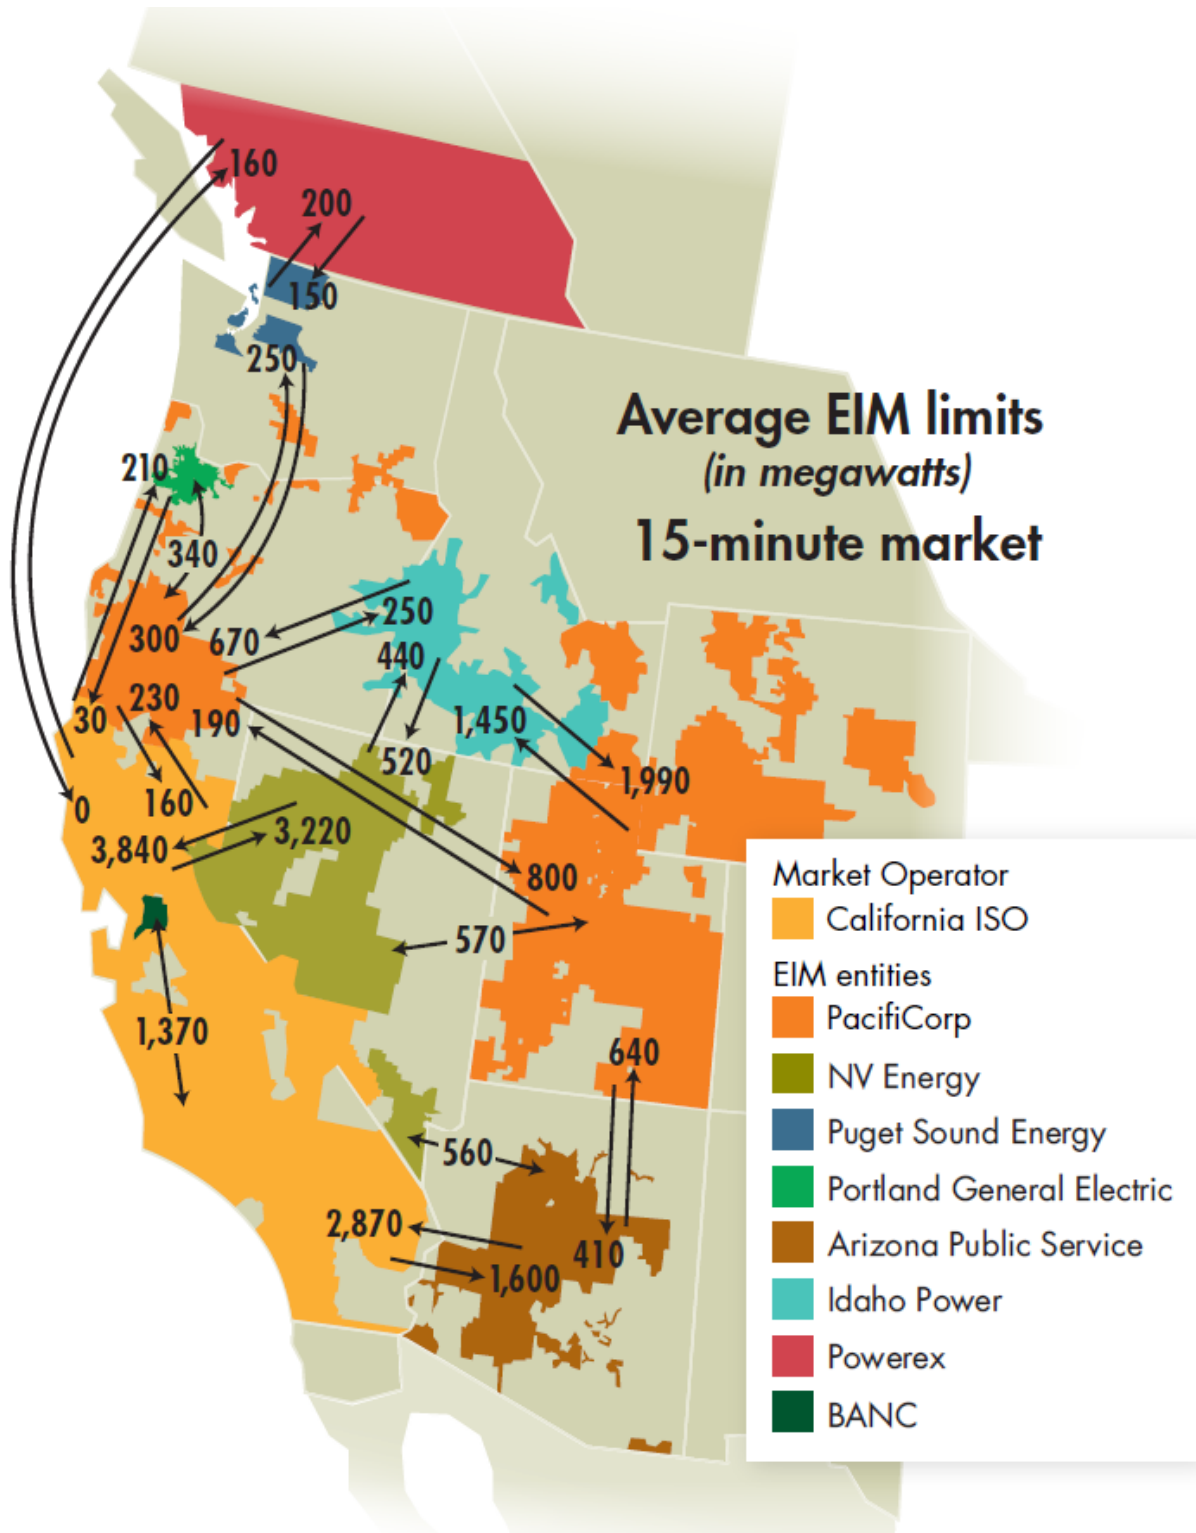 160
200
150
250
Average EIM limits
(in megawatts)
15-minute market
210
340
250
300
670
440
230
30
190
1,450
520
1,990
0
160
3,840
3,220
800
570
1,370
640
560
2,870
410
1,600
Market Operator
California ISO
EIM entities
PacifiCorp
NV Energy
Puget Sound Energy
Portland General Electric
Arizona Public Service
Idaho Power
Powerex
BANC